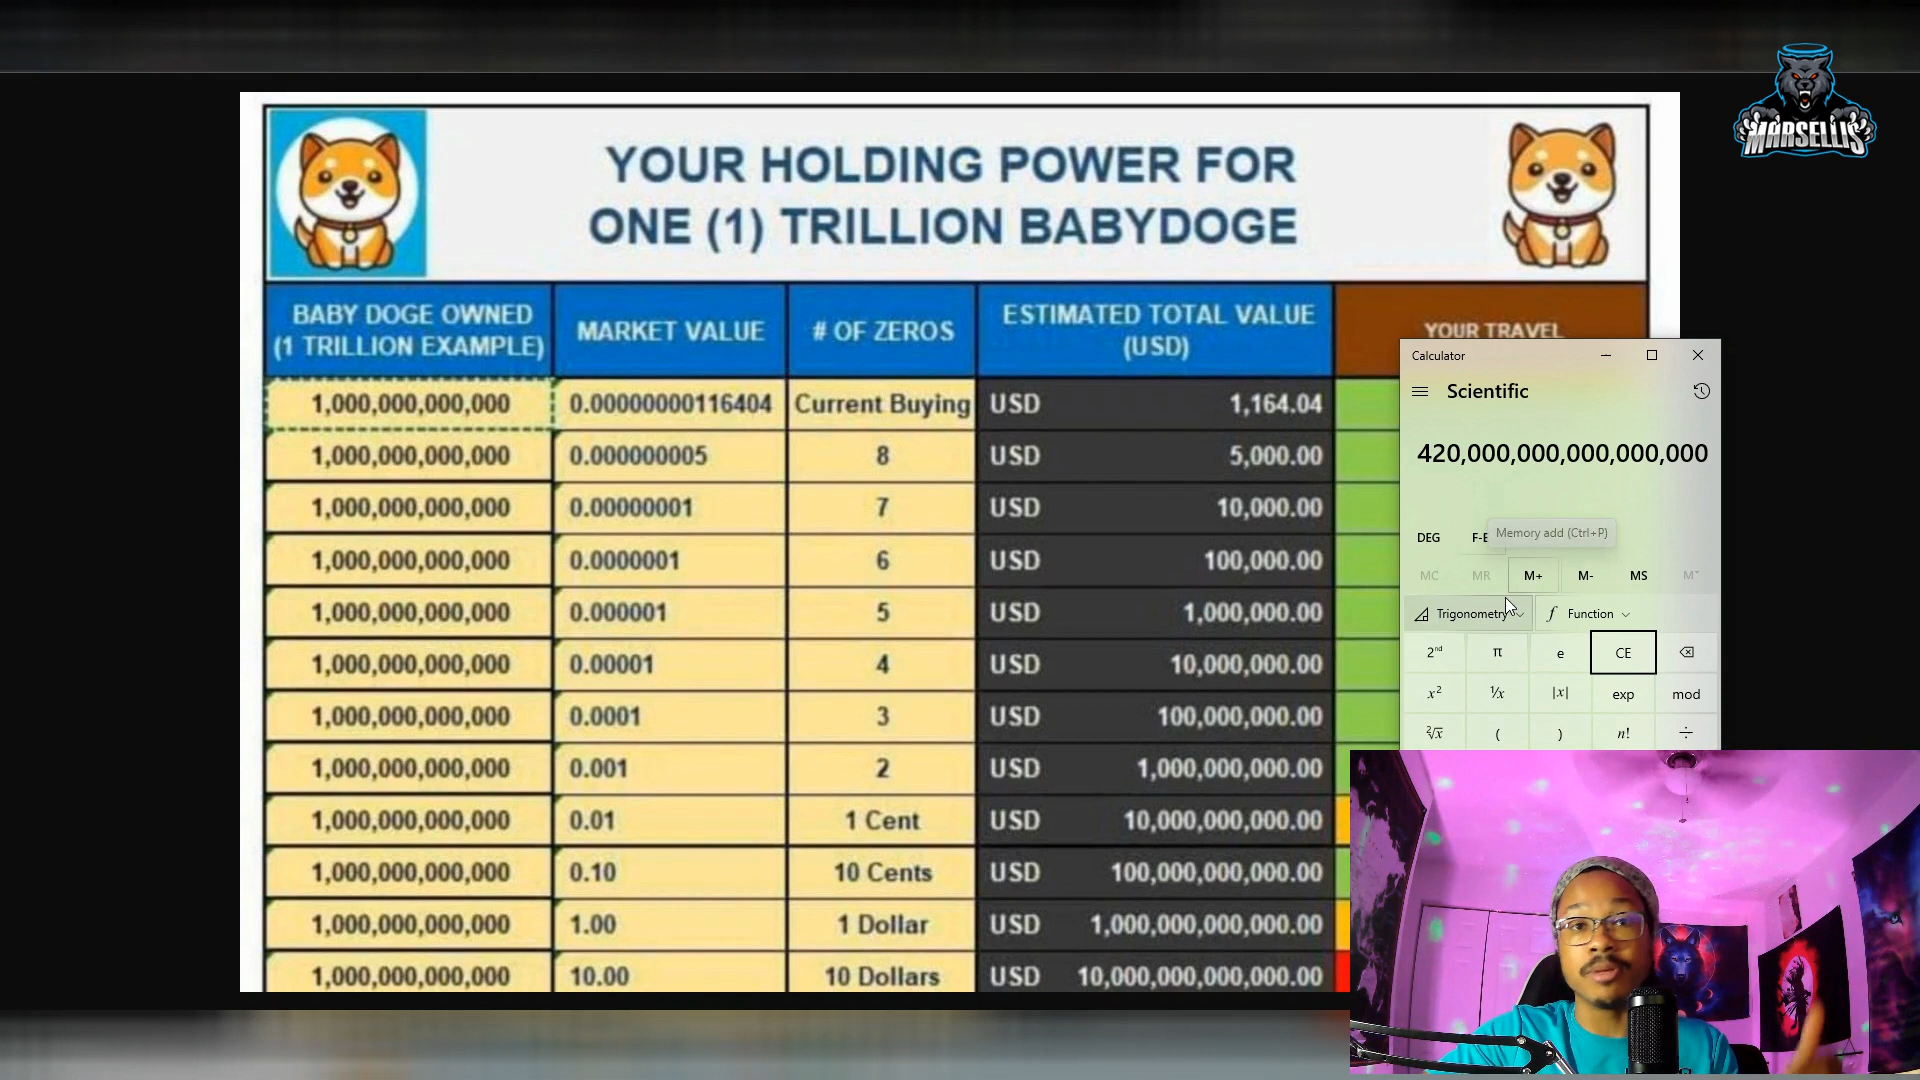 MARSELLIS
YOUR HOLDING POWER FOR
ONE (1) TRILLION BABYDOGE
BABY DOGE OWNED
(1 TRILLION EXAMPLE)
MARKET VALUE
# OF ZEROS
ESTIMATED TOTAL VALUE
(USD)
YOUR TRAVEL
1,000,000,000,000 0.00000000116404 Current Buying USD 1,164.04
1,000,000,000,000 0.000000005 8 USD 5,000.00
1,000,000,000,000 0.00000001 7 USD 10,000.00
1,000,000,000,000 0.0000001 6 USD 100,000.00
1,000,000,000,000 0.000001 5 USD 1,000,000.00
1,000,000,000,000 0.00001 4 USD 10,000,000.00
1,000,000,000,000 0.0001 3 USD 100,000,000.00
1,000,000,000,000 0.001 2 USD 1,000,000,000.00
1,000,000,000,000 0.01 1 Cent USD 10,000,000,000.00
1,000,000,000,000 0.10 10 Cents USD 100,000,000,000.00
1,000,000,000,000 1.00 1 Dollar USD 1,000,000,000,000.00
1,000,000,000,000 10.00 10 Dollars USD 10,000,000,000,000.00
Calculator
Scientific
420,000,000,000,000,000
Memory add (Ctrl+P)
DEG F-E
MC MR M+ M- MS M˅
Trigonometry Function
2nd π e CE
x² ¹/x |x| exp mod
²√x ( ) n! ÷